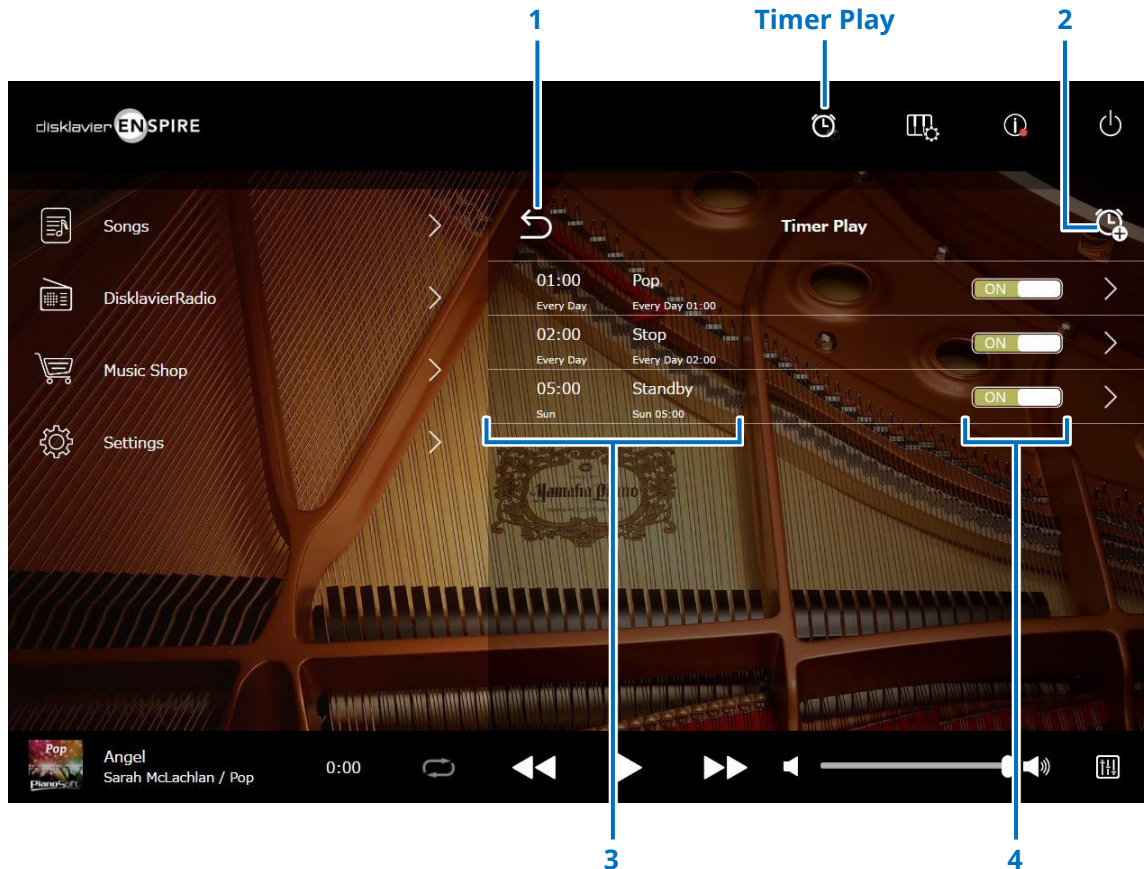 1
Timer Play
2
disklavier ENSPIRE
Songs
Timer Play
01:00
Pop
ON
Every Day
Every Day 01:00
DisklavierRadio
02:00
Stop
ON
Every Day
Every Day 02:00
Music Shop
05:00
Standby
ON
Sun
Sun 05:00
Settings
Yamaha Piano
Pop
PianoSoft
Angel
Sarah McLachlan / Pop
0:00
3
4